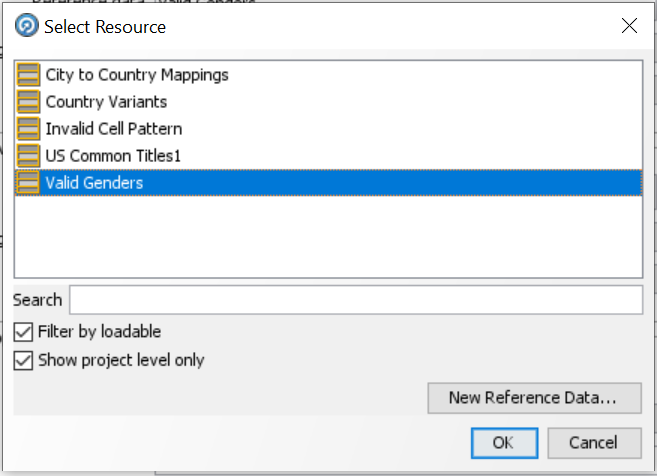 Select Resource
City to Country Mappings
Country Variants
Invalid Cell Pattern
US Common Titles1
Valid Genders
Search
Filter by loadable
Show project level only
New Reference Data...
OK
Cancel